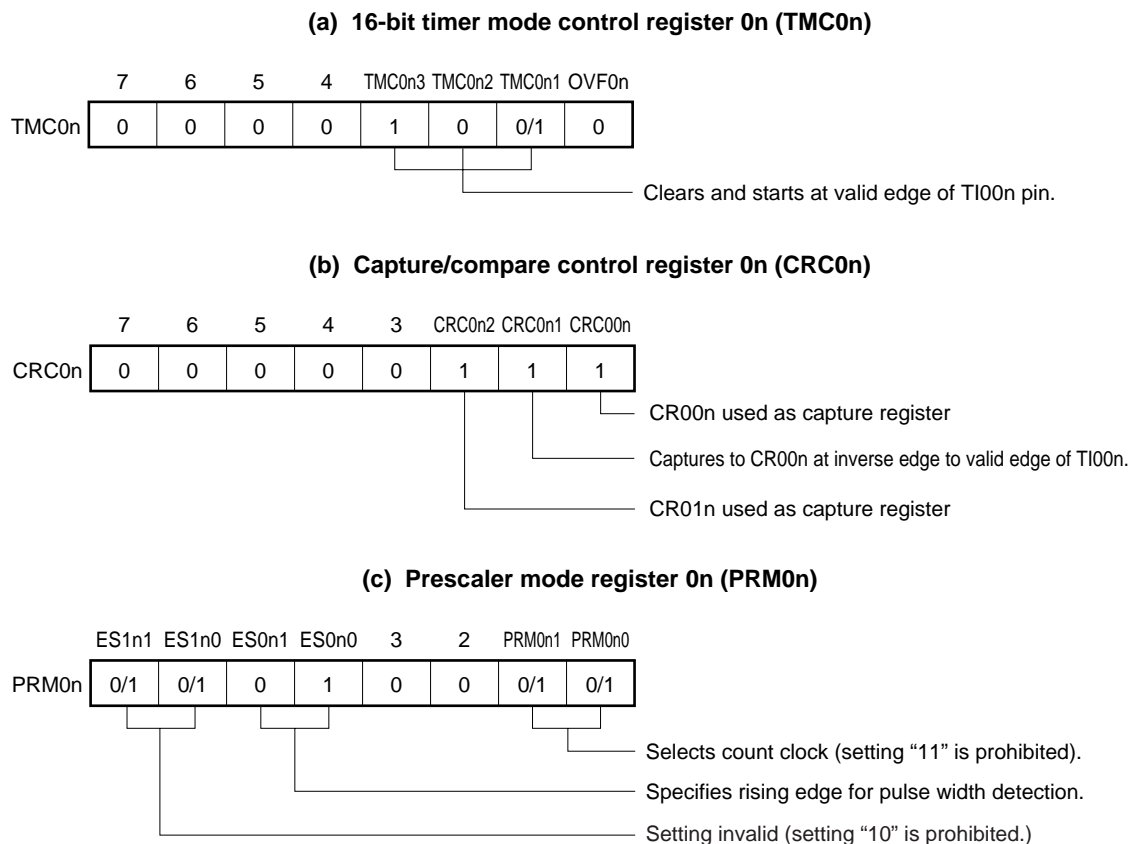 (a) 16-bit timer mode control register 0n (TMC0n)
7 6 5 4 TMC0n3 TMC0n2 TMC0n1 OVF0n
TMC0n 0 0 0 0 1 0 0/1 0
Clears and starts at valid edge of TI00n pin.
(b) Capture/compare control register 0n (CRC0n)
7 6 5 4 3 CRC0n2 CRC0n1 CRC00n
CRC0n 0 0 0 0 0 1 1 1
CR00n used as capture register
Captures to CR00n at inverse edge to valid edge of TI00n.
CR01n used as capture register
(c) Prescaler mode register 0n (PRM0n)
ES1n1 ES1n0 ES0n1 ES0n0 3 2 PRM0n1 PRM0n0
PRM0n 0/1 0/1 0 1 0 0 0/1 0/1
Selects count clock (setting “11” is prohibited).
Specifies rising edge for pulse width detection.
Setting invalid (setting “10” is prohibited.)